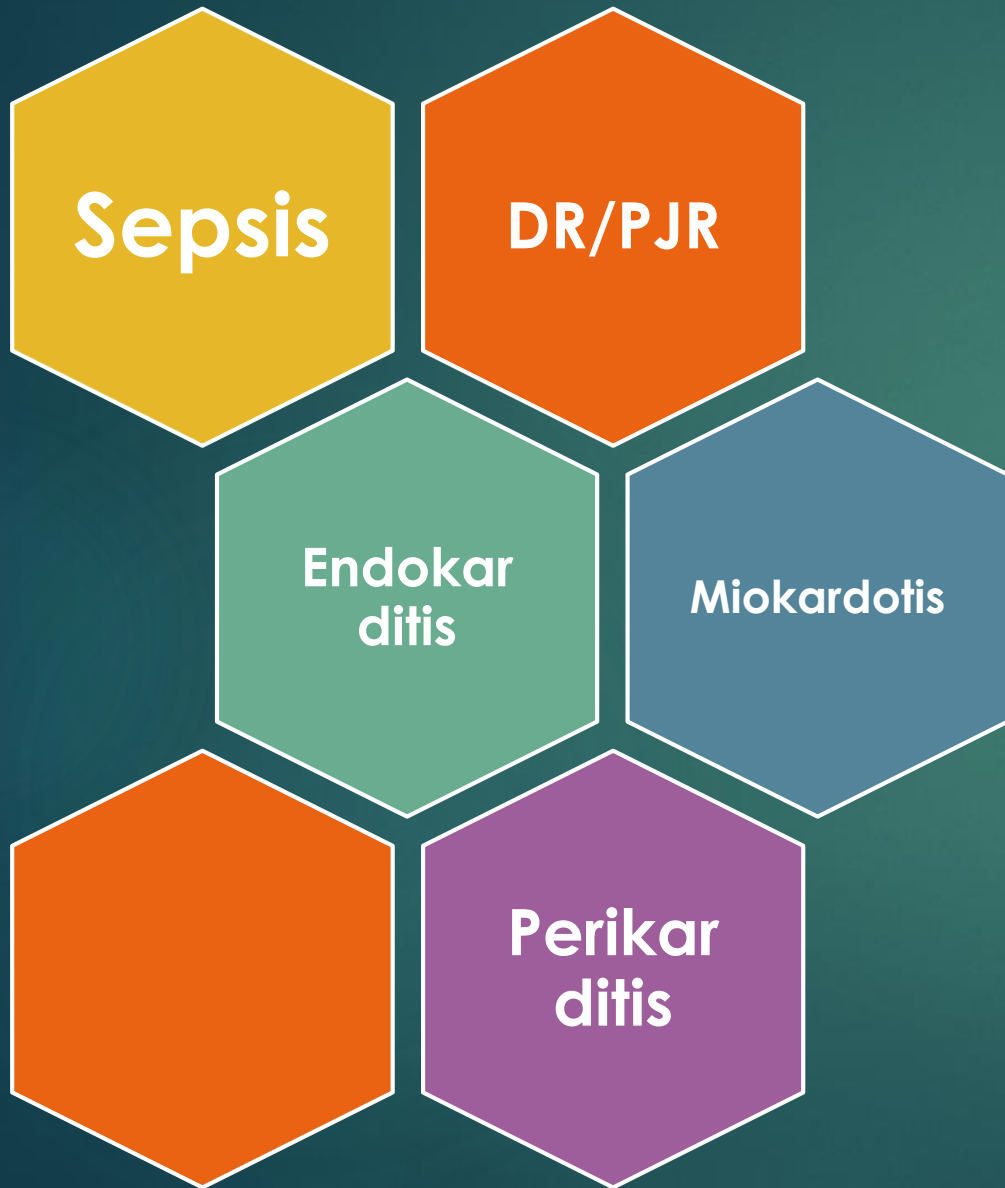 Sepsis
DR/PJR
Endokar
ditis
Miokardotis
Perikar
ditis